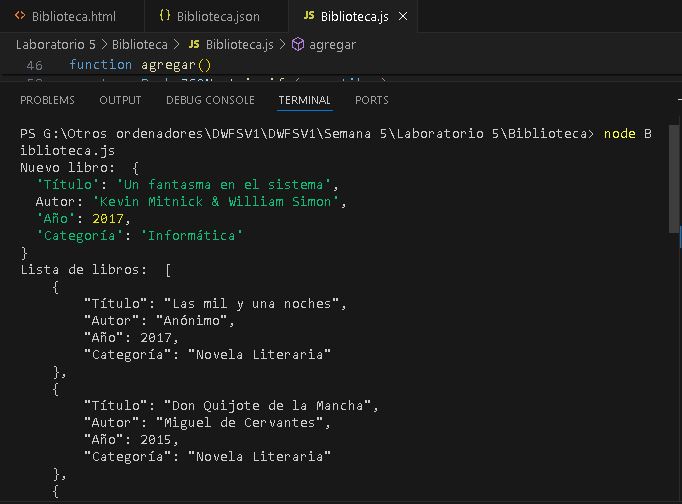 Biblioteca.html
Biblioteca.json
JS Biblioteca.js
Laboratorio 5 > Biblioteca > JS Biblioteca.js > agregar
46 function agregar()
PROBLEMS OUTPUT DEBUG CONSOLE TERMINAL PORTS
PS G:\Otros ordenadores\DWFSV1\DWFSV1\Semana 5\Laboratorio 5\Biblioteca> node B
iblioteca.js
Nuevo libro:  {
  'Título': 'Un fantasma en el sistema',
  Autor: 'Kevin Mitnick & William Simon',
  'Año': 2017,
  'Categoría': 'Informática'
}
Lista de libros:  [
    {
        "Título": "Las mil y una noches",
        "Autor": "Anónimo",
        "Año": 2017,
        "Categoría": "Novela Literaria"
    },
    {
        "Título": "Don Quijote de la Mancha",
        "Autor": "Miguel de Cervantes",
        "Año": 2015,
        "Categoría": "Novela Literaria"
    },
    {